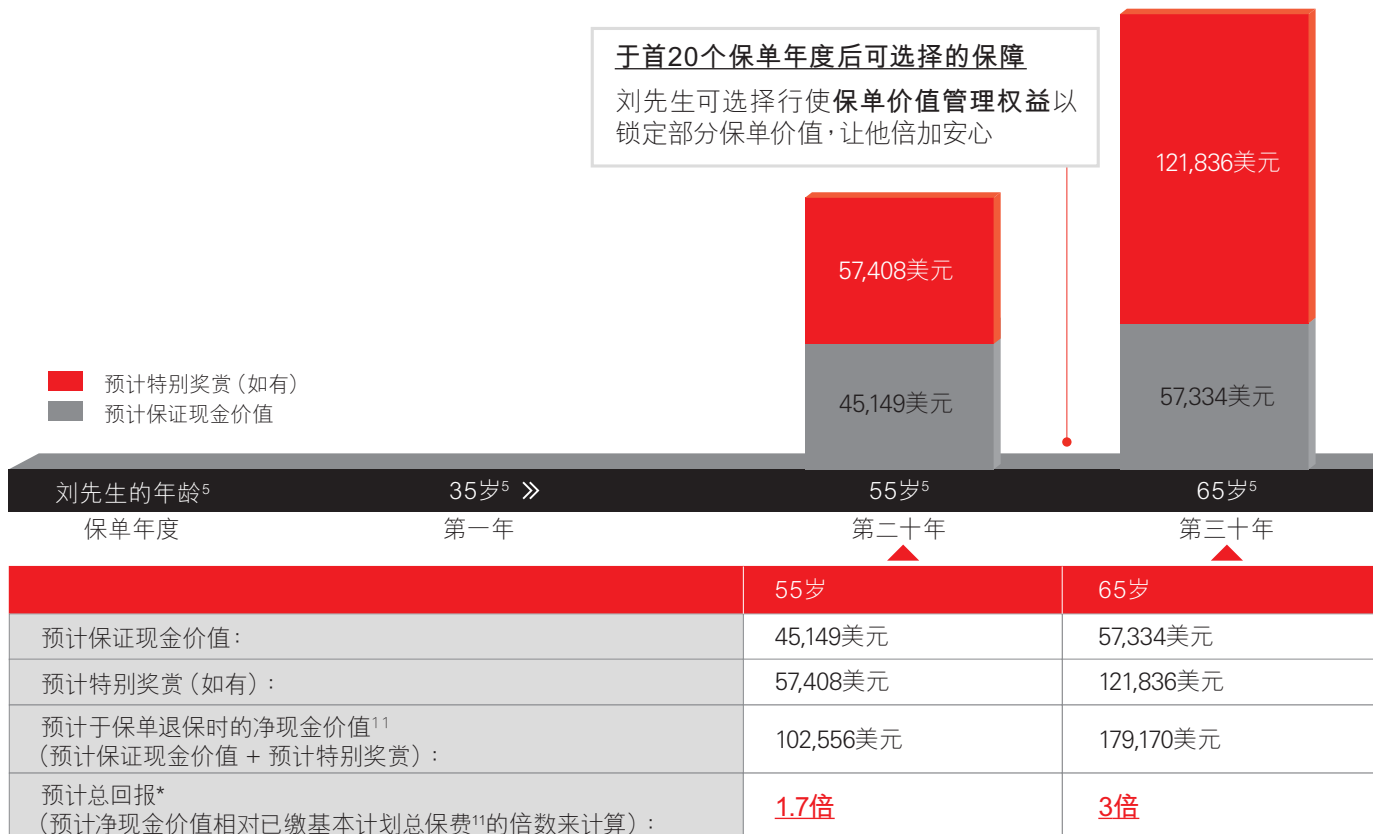 于首20个保单年度后可选择的保障
刘先生可选择行使保单价值管理权益以
锁定部分保单价值，让他倍加安心
121,836美元
57,408美元
预计特别奖赏（如有）
预计保证现金价值
45,149美元
57,334美元
刘先生的年龄5 35岁5 » 55岁5 65岁5
保单年度 第一年 第二十年 第三十年
55岁 65岁
预计保证现金价值： 45,149美元 57,334美元
预计特别奖赏（如有）： 57,408美元 121,836美元
预计于保单退保时的净现金价值11
（预计保证现金价值 + 预计特别奖赏）： 102,556美元 179,170美元
预计总回报*
（预计净现金价值相对已缴基本计划总保费11的倍数来计算）： 1.7倍 3倍